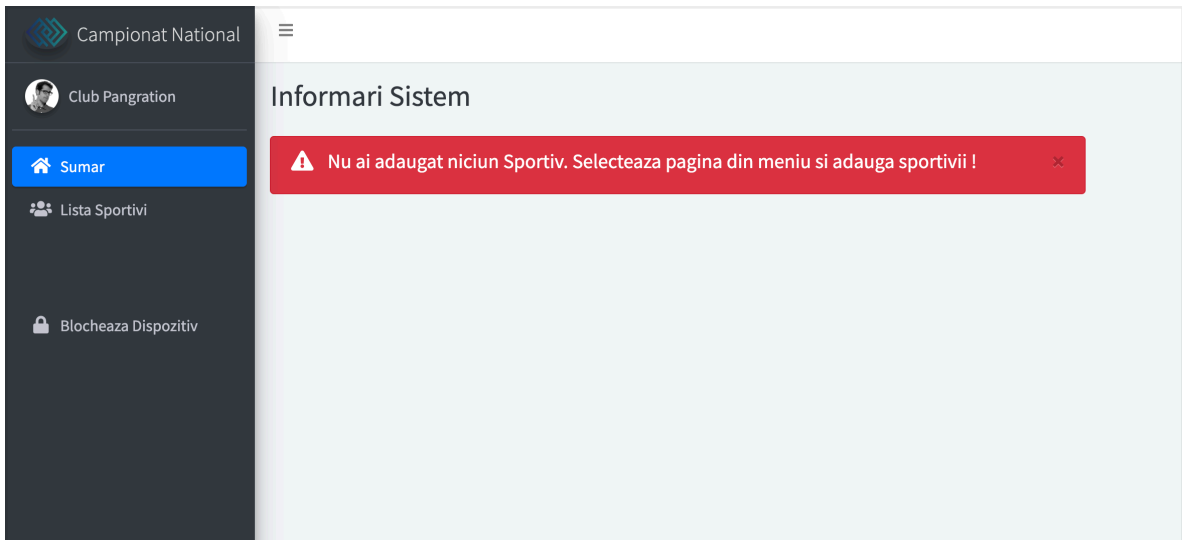 Campionat National
Club Pangration
Sumar
Lista Sportivi
Blocheaza Dispozitiv
Informari Sistem
Nu ai adaugat niciun Sportiv. Selecteaza pagina din meniu si adauga sportivii !